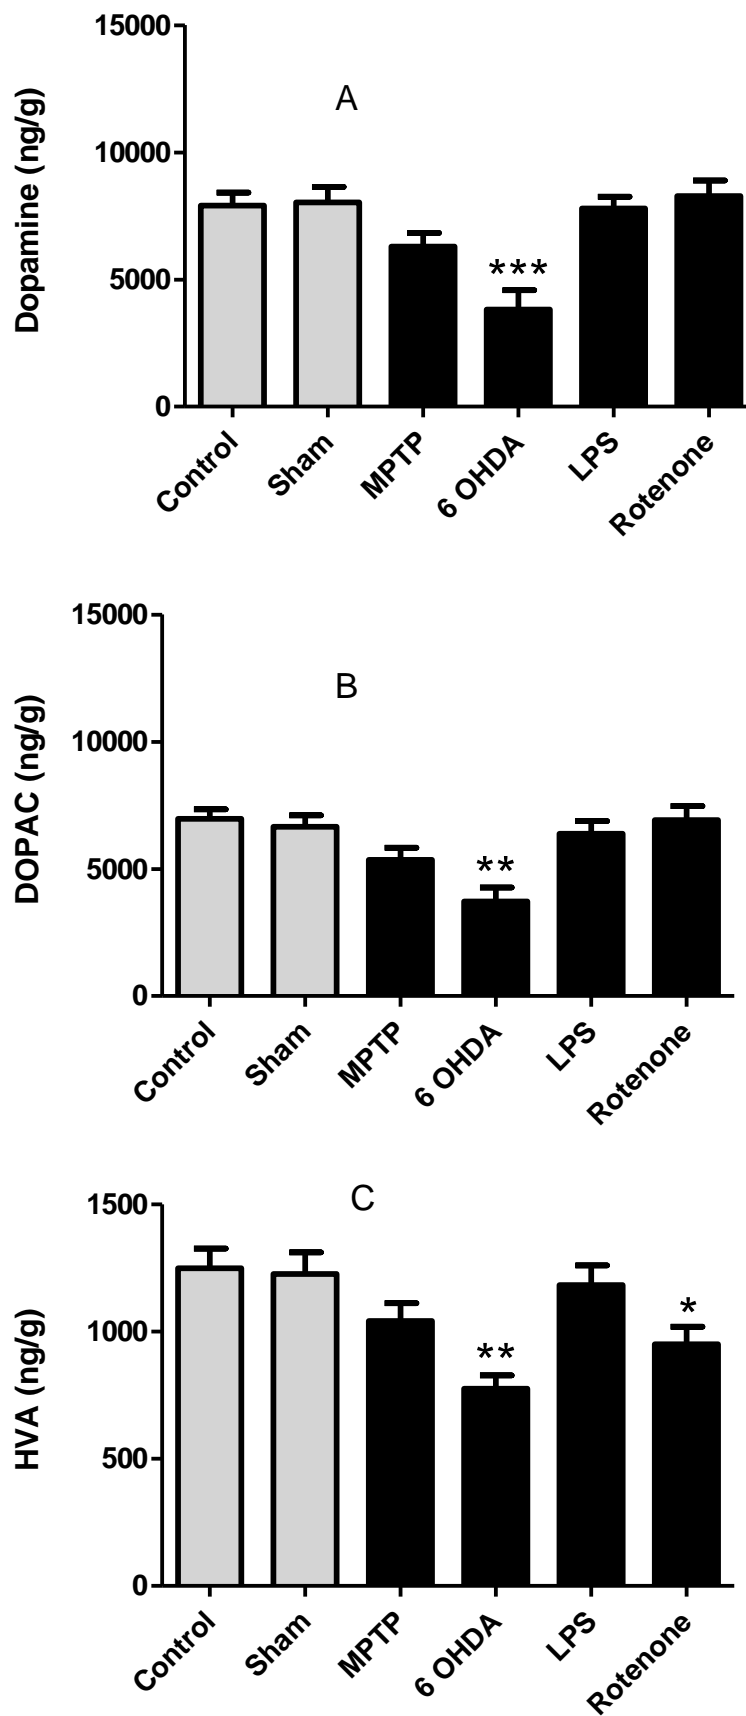 A
Dopamine (ng/g)
15000
10000
5000
0
***
Control
Sham
MPTP
6 OHDA
LPS
Rotenone
B
DOPAC (ng/g)
15000
10000
5000
0
**
Control
Sham
MPTP
6 OHDA
LPS
Rotenone
C
HVA (ng/g)
1500
1000
500
0
**
*
Control
Sham
MPTP
6 OHDA
LPS
Rotenone